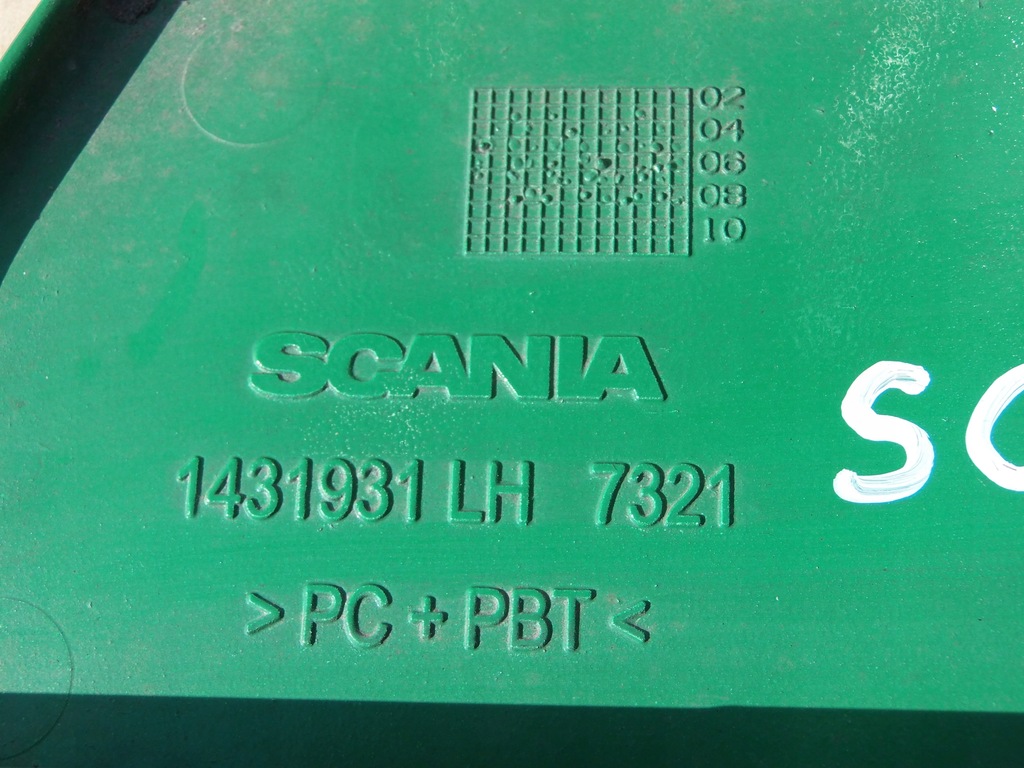 02
04
06
08
10
SCANIA
1431931 LH 7321
>PC+PBT<
SC